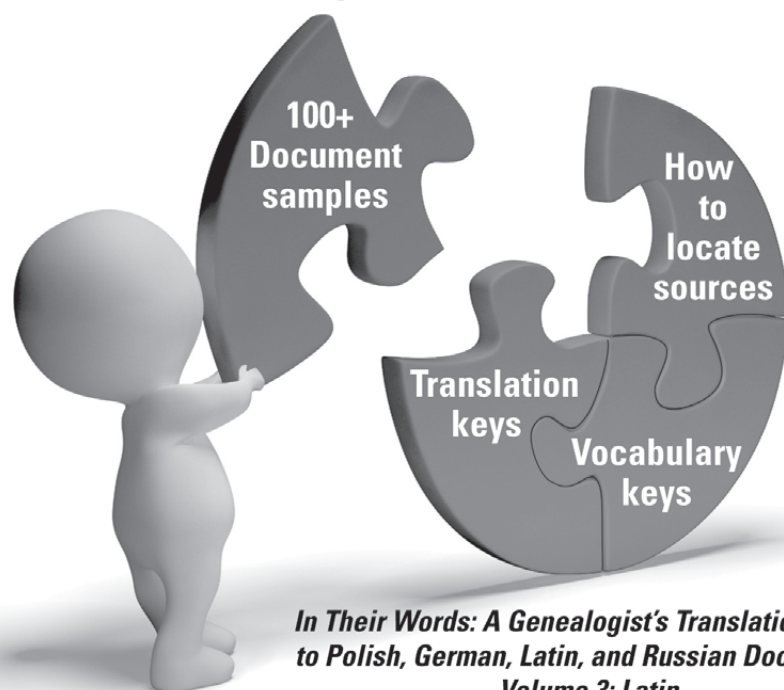 100+
Document
samples
How
to
locate
sources
Translation
keys
Vocabulary
keys
In Their Words: A Genealogist's
to Polish, German, Latin, and Russian
Volume 3: Latin